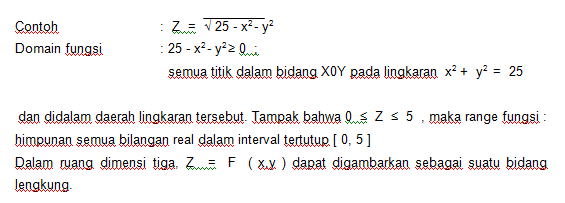 Contoh : Z = √25 - x² - y²
Domain fungsi : 25 - x² - y² ≥ 0 ;
semua titik dalam bidang X0Y pada lingkaran x² + y² = 25
dan didalam daerah lingkaran tersebut. Tampak bahwa 0 ≤ Z ≤ 5 , maka range fungsi :
himpunan semua bilangan real dalam interval tertutup [ 0, 5 ]
Dalam ruang dimensi tiga, Z = F ( x,y ) dapat digambarkan sebagai suatu bidang
lengkung.